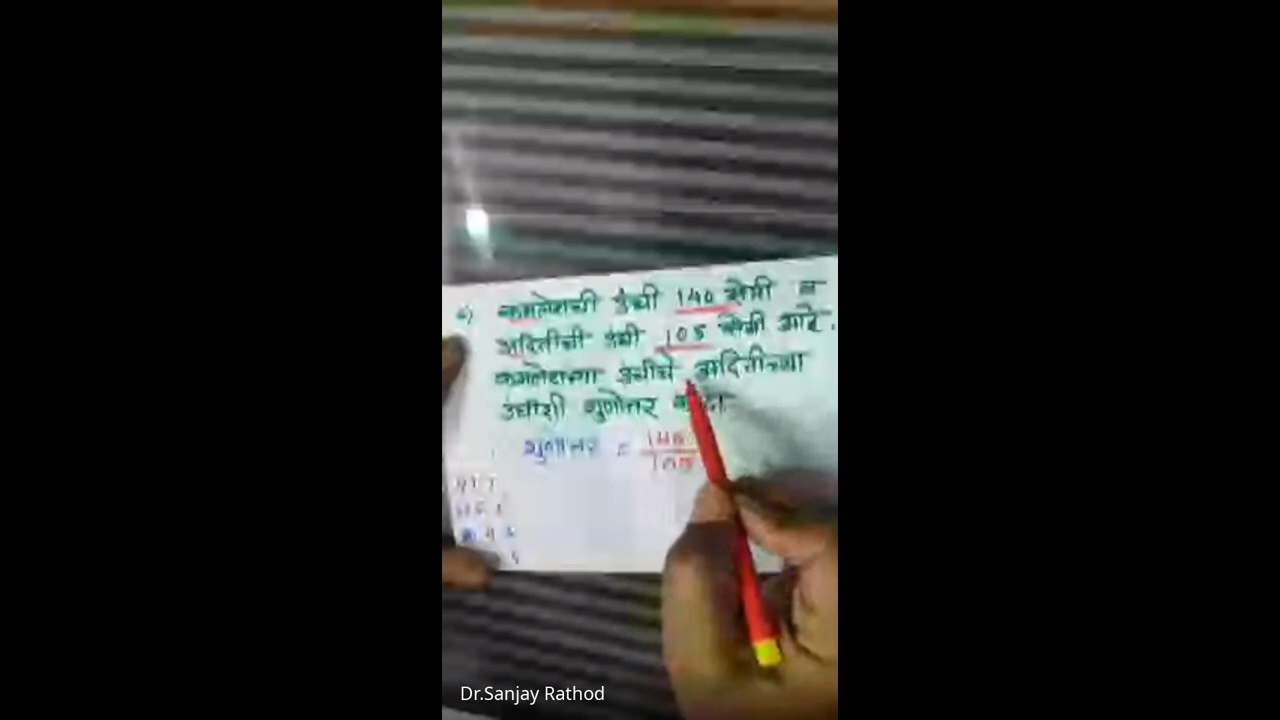 कमलेशची उंची 140 सेमी व
अदितीची उंची 105 सेमी आहे.
कमलेशच्या उंचीचे अदितीच्या
उंचीशी गुणोत्तर
गुणोत्तर = 140
105
Dr.Sanjay Rathod